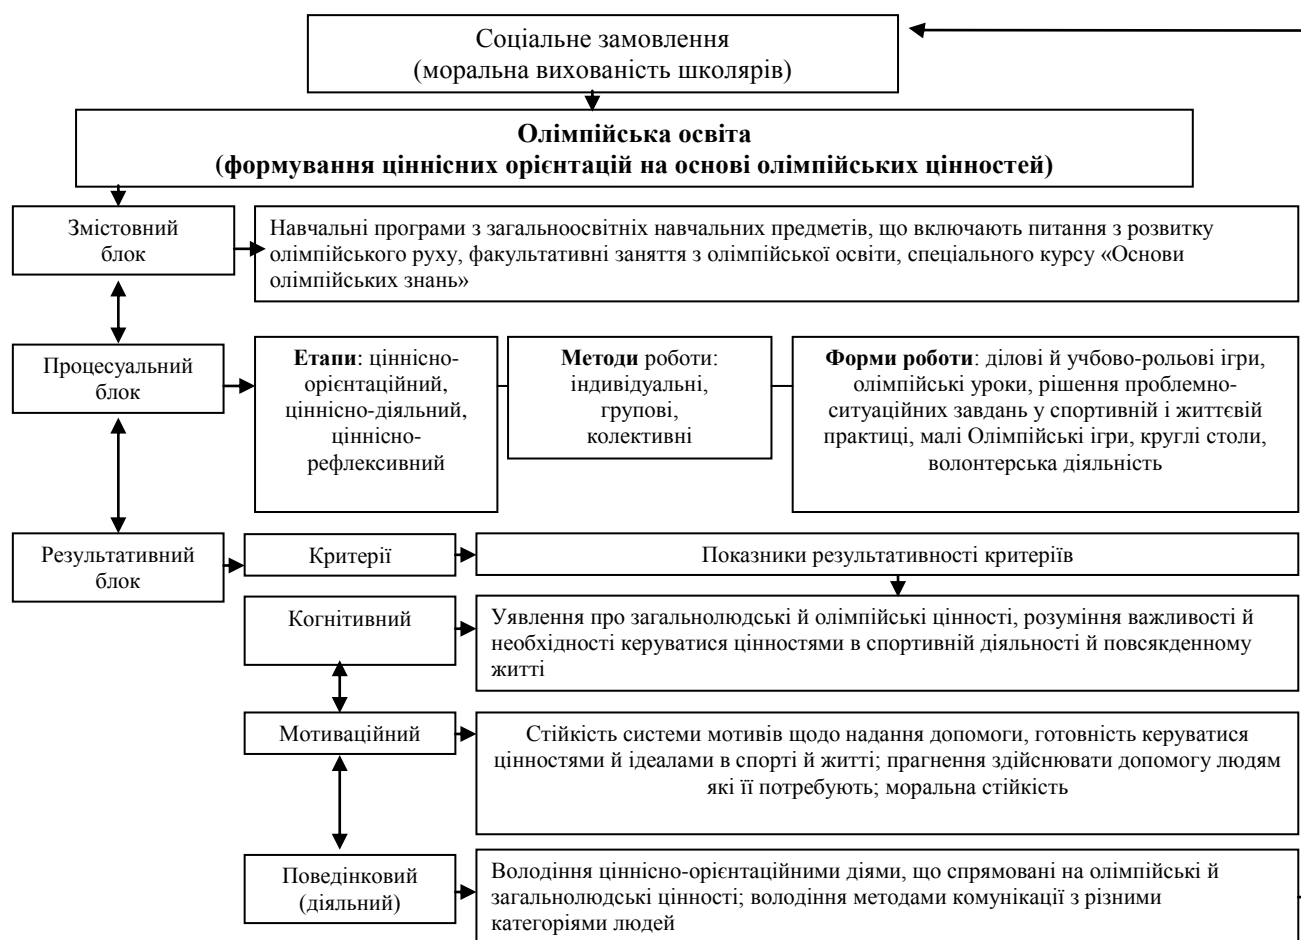 Соціальне замовлення
(моральна вихованість школярів)
Олімпійська освіта
(формування ціннісних орієнтацій на основі олімпійських цінностей)
Змістовний
блок
Навчальні програми з загальноосвітніх навчальних предметів, що включають питання з розвитку
олімпійського руху, факультативні заняття з олімпійської освіти, спеціального курсу «Основи
олімпійських знань»
Процесуальний
блок
Етапи: ціннісно-
орієнтаційний,
ціннісно-діяльний,
ціннісно-
рефлексивний
Методи роботи:
індивідуальні,
групові,
колективні
Форми роботи: ділові й учбово-рольові ігри,
олімпійські уроки, рішення проблемно-
ситуаційних завдань у спортивній і життєвій
практиці, малі Олімпійські ігри, круглі столи,
волонтерська діяльність
Результативний
блок
Критерії
Показники результативності критеріїв
Когнітивний
Уявлення про загальнолюдські й олімпійські цінності, розуміння важливості й
необхідності керуватися цінностями в спортивній діяльності й повсякденному
житті
Мотиваційний
Стійкість системи мотивів щодо надання допомоги, готовність керуватися
цінностями й ідеалами в спорті й житті; прагнення здійснювати допомогу людям
які її потребують; моральна стійкість
Поведінковий
(діяльний)
Володіння ціннісно-орієнтаційними діями, що спрямовані на олімпійські й
загальнолюдські цінності; володіння методами комунікації з різними
категоріями людей